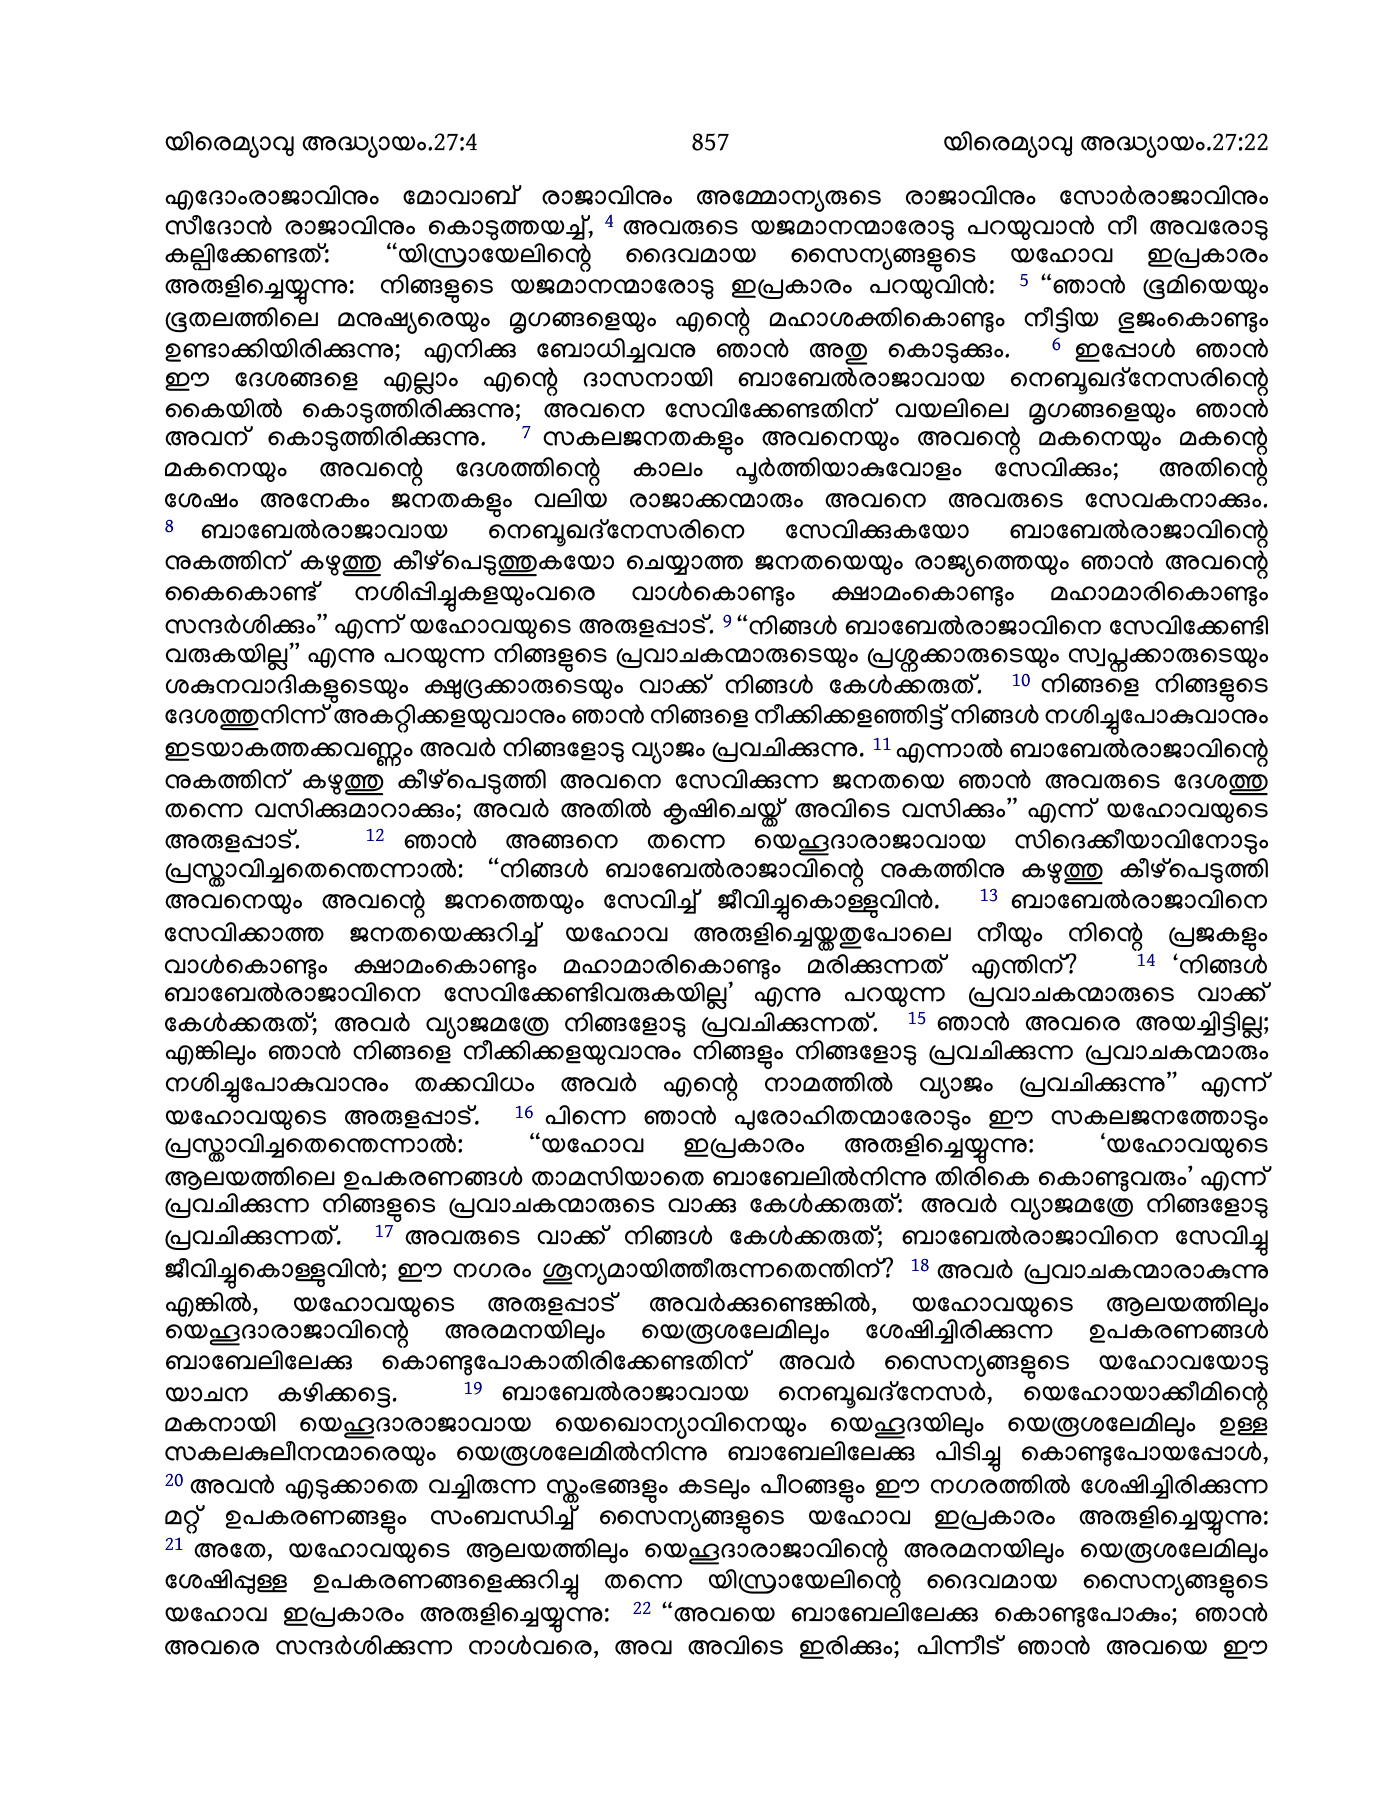 യിരെമ്യാവു അദ്ധ്യായം.27:4 857 യിരെമ്യാവു അദ്ധ്യായം.27:22
എദോംരാജാവിനും മോവാബ് രാജാവിനും അമ്മോന്യരുടെ രാജാവിനും സോർരാജാവിനും
സീദോൻ രാജാവിനും കൊടുത്തയച്ച്, 4 അവരുടെ യജമാനന്മാരോടു പറയുവാൻ നീ അവരോടു
കല്പിക്കേണ്ടത്: “യിസ്രായേലിന്റെ ദൈവമായ സൈന്യങ്ങളുടെ യഹോവ ഇപ്രകാരം
അരുളിച്ചെയ്യുന്നു: നിങ്ങളുടെ യജമാനന്മാരോടു ഇപ്രകാരം പറയുവിൻ: 5 “ഞാൻ ഭൂമിയെയും
ഭൂതലത്തിലെ മനുഷ്യരെയും മൃഗങ്ങളെയും എന്റെ മഹാശക്തികൊണ്ടും നീട്ടിയ ഭുജംകൊണ്ടും
ഉണ്ടാക്കിയിരിക്കുന്നു; എനിക്കു ബോധിച്ചവനു ഞാൻ അതു കൊടുക്കും. 6 ഇപ്പോൾ ഞാൻ
ഈ ദേശങ്ങളെ എല്ലാം എന്റെ ദാസനായി ബാബേൽരാജാവായ നെബൂഖദ്നേസരിന്റെ
കൈയിൽ കൊടുത്തിരിക്കുന്നു; അവനെ സേവിക്കേണ്ടതിന് വയലിലെ മൃഗങ്ങളെയും ഞാൻ
അവന് കൊടുത്തിരിക്കുന്നു. 7 സകലജനതകളും അവനെയും അവന്റെ മകനെയും മകന്റെ
മകനെയും അവന്റെ ദേശത്തിന്റെ കാലം പൂർത്തിയാകുവോളം സേവിക്കും; അതിന്റെ
ശേഷം അനേകം ജനതകളും വലിയ രാജാക്കന്മാരും അവനെ അവരുടെ സേവകനാക്കും.
8 ബാബേൽരാജാവായ നെബൂഖദ്നേസരിനെ സേവിക്കുകയോ ബാബേൽരാജാവിന്റെ
നുകത്തിന് കഴുത്തു കീഴ്പെടുത്തുകയോ ചെയ്യാത്ത ജനതയെയും രാജ്യത്തെയും ഞാൻ അവന്റെ
കൈകൊണ്ട് നശിപ്പിച്ചുകളയുംവരെ വാൾകൊണ്ടും ക്ഷാമംകൊണ്ടും മഹാമാരികൊണ്ടും
സന്ദർശിക്കും” എന്ന് യഹോവയുടെ അരുളപ്പാട്. 9 “നിങ്ങൾ ബാബേൽരാജാവിനെ സേവിക്കേണ്ടി
വരുകയില്ല” എന്നു പറയുന്ന നിങ്ങളുടെ പ്രവാചകന്മാരുടെയും പ്രശ്നക്കാരുടെയും സ്വപ്നക്കാരുടെയും
ശകുനവാദികളുടെയും ക്ഷുദ്രക്കാരുടെയും വാക്ക് നിങ്ങൾ കേൾക്കരുത്. 10 നിങ്ങളെ നിങ്ങളുടെ
ദേശത്തുനിന്ന് അകറ്റിക്കളയുവാനും ഞാൻ നിങ്ങളെ നീക്കിക്കളഞ്ഞിട്ട് നിങ്ങൾ നശിച്ചുപോകുവാനും
ഇടയാകത്തക്കവണ്ണം അവർ നിങ്ങളോടു വ്യാജം പ്രവചിക്കുന്നു. 11 എന്നാൽ ബാബേൽരാജാവിന്റെ
നുകത്തിന് കഴുത്തു കീഴ്പെടുത്തി അവനെ സേവിക്കുന്ന ജനതയെ ഞാൻ അവരുടെ ദേശത്തു
തന്നെ വസിക്കുമാറാക്കും; അവർ അതിൽ കൃഷിചെയ്ത് അവിടെ വസിക്കും” എന്ന് യഹോവയുടെ
അരുളപ്പാട്. 12 ഞാൻ അങ്ങനെ തന്നെ യെഹൂദാരാജാവായ സിദെക്കീയാവിനോടും
പ്രസ്താവിച്ചതെന്തെന്നാൽ: “നിങ്ങൾ ബാബേൽരാജാവിന്റെ നുകത്തിനു കഴുത്തു കീഴ്പെടുത്തി
അവനെയും അവന്റെ ജനത്തെയും സേവിച്ച് ജീവിച്ചുകൊള്ളുവിൻ. 13 ബാബേൽരാജാവിനെ
സേവിക്കാത്ത ജനതയെക്കുറിച്ച് യഹോവ അരുളിച്ചെയ്തതുപോലെ നീയും നിന്റെ പ്രജകളും
വാൾകൊണ്ടും ക്ഷാമംകൊണ്ടും മഹാമാരികൊണ്ടും മരിക്കുന്നത് എന്തിന്? 14 ‘നിങ്ങൾ
ബാബേൽരാജാവിനെ സേവിക്കേണ്ടിവരുകയില്ല’ എന്നു പറയുന്ന പ്രവാചകന്മാരുടെ വാക്ക്
കേൾക്കരുത്; അവർ വ്യാജമത്രേ നിങ്ങളോടു പ്രവചിക്കുന്നത്. 15 ഞാൻ അവരെ അയച്ചിട്ടില്ല;
എങ്കിലും ഞാൻ നിങ്ങളെ നീക്കിക്കളയുവാനും നിങ്ങളും നിങ്ങളോടു പ്രവചിക്കുന്ന പ്രവാചകന്മാരും
നശിച്ചുപോകുവാനും തക്കവിധം അവർ എന്റെ നാമത്തിൽ വ്യാജം പ്രവചിക്കുന്നു” എന്ന്
യഹോവയുടെ അരുളപ്പാട്. 16 പിന്നെ ഞാൻ പുരോഹിതന്മാരോടും ഈ സകലജനത്തോടും
പ്രസ്താവിച്ചതെന്തെന്നാൽ: “യഹോവ ഇപ്രകാരം അരുളിച്ചെയ്യുന്നു: ‘യഹോവയുടെ
ആലയത്തിലെ ഉപകരണങ്ങൾ താമസിയാതെ ബാബേലിൽനിന്നു തിരികെ കൊണ്ടുവരും’ എന്ന്
പ്രവചിക്കുന്ന നിങ്ങളുടെ പ്രവാചകന്മാരുടെ വാക്കു കേൾക്കരുത്: അവർ വ്യാജമത്രേ നിങ്ങളോടു
പ്രവചിക്കുന്നത്. 17 അവരുടെ വാക്ക് നിങ്ങൾ കേൾക്കരുത്; ബാബേൽരാജാവിനെ സേവിച്ചു
ജീവിച്ചുകൊള്ളുവിൻ; ഈ നഗരം ശൂന്യമായിത്തീരുന്നതെന്തിന്? 18 അവർ പ്രവാചകന്മാരാകുന്നു
എങ്കിൽ, യഹോവയുടെ അരുളപ്പാട് അവർക്കുണ്ടെങ്കിൽ, യഹോവയുടെ ആലയത്തിലും
യെഹൂദാരാജാവിന്റെ അരമനയിലും യെരൂശലേമിലും ശേഷിച്ചിരിക്കുന്ന ഉപകരണങ്ങൾ
ബാബേലിലേക്കു കൊണ്ടുപോകാതിരിക്കേണ്ടതിന് അവർ സൈന്യങ്ങളുടെ യഹോവയോടു
യാചന കഴിക്കട്ടെ. 19 ബാബേൽരാജാവായ നെബൂഖദ്നേസർ, യെഹോയാക്കീമിന്റെ
മകനായി യെഹൂദാരാജാവായ യെഖൊന്യാവിനെയും യെഹൂദയിലും യെരൂശലേമിലും ഉള്ള
സകലകുലീനന്മാരെയും യെരൂശലേമിൽനിന്നു ബാബേലിലേക്കു പിടിച്ചു കൊണ്ടുപോയപ്പോൾ,
20 അവൻ എടുക്കാതെ വച്ചിരുന്ന സ്തംഭങ്ങളും കടലും പീഠങ്ങളും ഈ നഗരത്തിൽ ശേഷിച്ചിരിക്കുന്ന
മറ്റ് ഉപകരണങ്ങളും സംബന്ധിച്ച് സൈന്യങ്ങളുടെ യഹോവ ഇപ്രകാരം അരുളിച്ചെയ്യുന്നു:
21 അതേ, യഹോവയുടെ ആലയത്തിലും യെഹൂദാരാജാവിന്റെ അരമനയിലും യെരൂശലേമിലും
ശേഷിപ്പുള്ള ഉപകരണങ്ങളെക്കുറിച്ചു തന്നെ യിസ്രായേലിന്റെ ദൈവമായ സൈന്യങ്ങളുടെ
യഹോവ ഇപ്രകാരം അരുളിച്ചെയ്യുന്നു: 22 “അവയെ ബാബേലിലേക്കു കൊണ്ടുപോകും; ഞാൻ
അവരെ സന്ദർശിക്കുന്ന നാൾവരെ, അവ അവിടെ ഇരിക്കും; പിന്നീട് ഞാൻ അവയെ ഈ